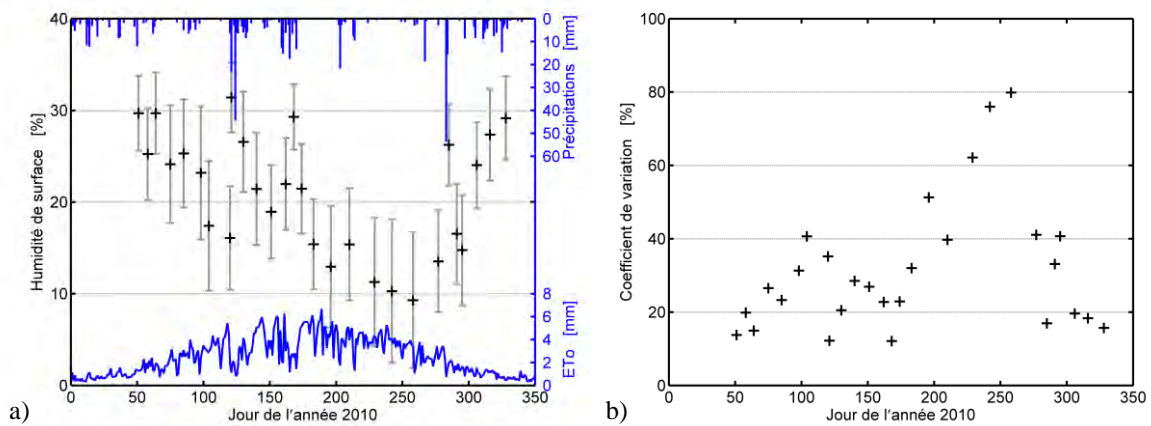 40
30
20
10
0
Humidité de surface [%]
0
10
20
30
40
50
60
Précipitations [mm]
8
6
4
2
0
ETo [mm]
0 50 100 150 200 250 300 350
Jour de l'année 2010
a)
100
80
60
40
20
0
Coefficient de variation [%]
0 50 100 150 200 250 300 350
Jour de l'année 2010
b)